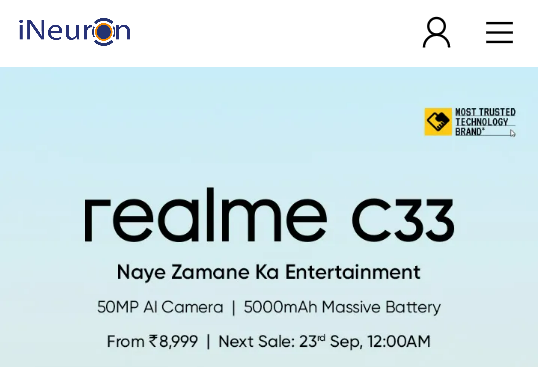 iNeuron
MOST TRUSTED
TECHNOLOGY
BRAND*
realme C33
Naye Zamane Ka Entertainment
50MP AI Camera | 5000mAh Massive Battery
From ₹8,999 | Next Sale: 23rd Sep, 12:00AM